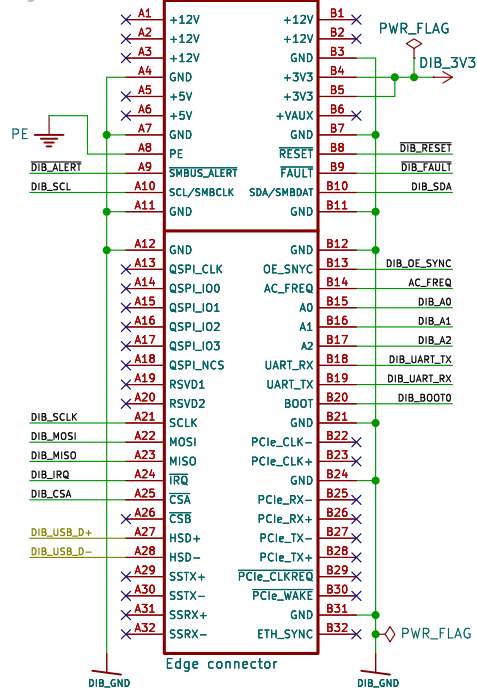 A1 +12V +12V B1
PWR_FLAG
A2 +12V +12V B2
A3 +12V GND B3
DIB_3V3
A4 GND +3V3 B4
A5 +5V +3V3 B5
A6 +5V +VAUX B6
PE A7 GND GND B7
A8 PE RESET B8 DIB_RESET
DIB_ALERT A9 SMBUS_ALERT FAULT B9 DIB_FAULT
DIB_SCL A10 SCL/SMBCLK SDA/SMBDAT B10 DIB_SDA
A11 GND GND B11
A12 GND GND B12
A13 QSPI_CLK OE_SNYC B13 DIB_OE_SYNC
A14 QSPI_IO0 AC_FREQ B14 AC_FREQ
A15 QSPI_IO1 A0 B15 DIB_A0
A16 QSPI_IO2 A1 B16 DIB_A1
A17 QSPI_IO3 A2 B17 DIB_A2
A18 QSPI_NCS UART_RX B18 DIB_UART_TX
A19 RSVD1 UART_TX B19 DIB_UART_RX
A20 RSVD2 BOOT B20 DIB_BOOT0
DIB_SCLK A21 SCLK GND B21
DIB_MOSI A22 MOSI PCIe_CLK- B22
DIB_MISO A23 MISO PCIe_CLK+ B23
DIB_IRQ A24 IRQ GND B24
DIB_CSA A25 CSA PCIe_RX- B25
A26 CSB PCIe_RX+ B26
DIB_USB_D+ A27 HSD+ PCIe_TX- B27
DIB_USB_D- A28 HSD- PCIe_TX+ B28
A29 SSTX+ PCIe_CLKREQ B29
A30 SSTX- PCIe_WAKE B30
A31 SSRX+ GND B31
A32 SSRX- ETH_SYNC B32 PWR_FLAG
Edge connector
DIB_GND DIB_GND